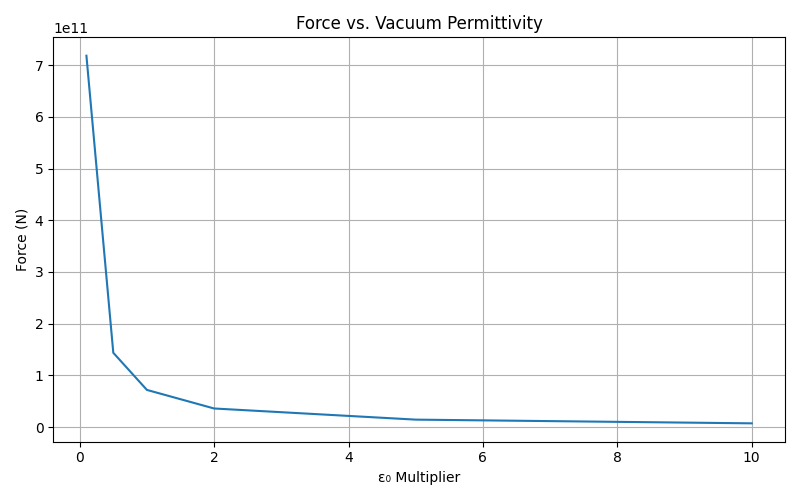 Force vs. Vacuum Permittivity
1e11
7
6
5
4
3
2
1
0
Force (N)
0 2 4 6 8 10
ε₀ Multiplier